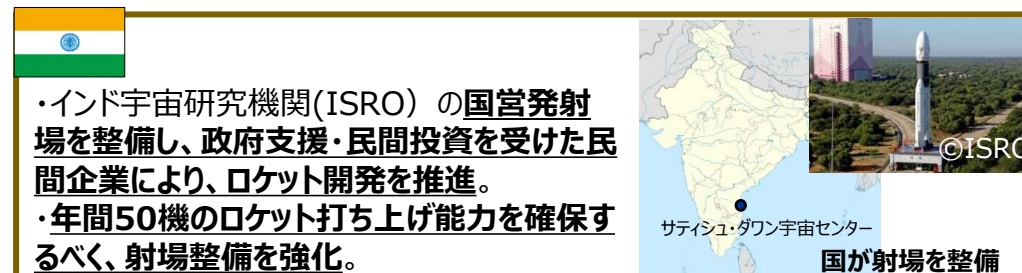 ・インド宇宙研究機関(ISRO）の国営発射
場を整備し、政府支援・民間投資を受けた民
間企業により、ロケット開発を推進。
・年間50機のロケット打ち上げ能力を確保す
るべく、射場整備を強化。
©ISRO
サティシュ・ダワン宇宙センター
国が射場を整備